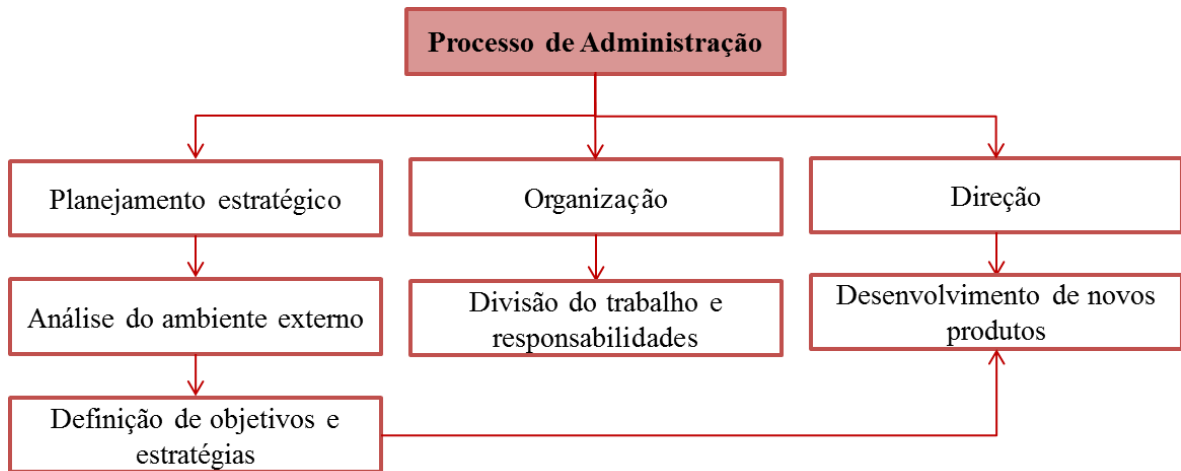 Processo de Administração
Planejamento estratégico
Organização
Direção
Análise do ambiente externo
Divisão do trabalho e
responsabilidades
Desenvolvimento de novos
produtos
Definição de objetivos e
estratégias